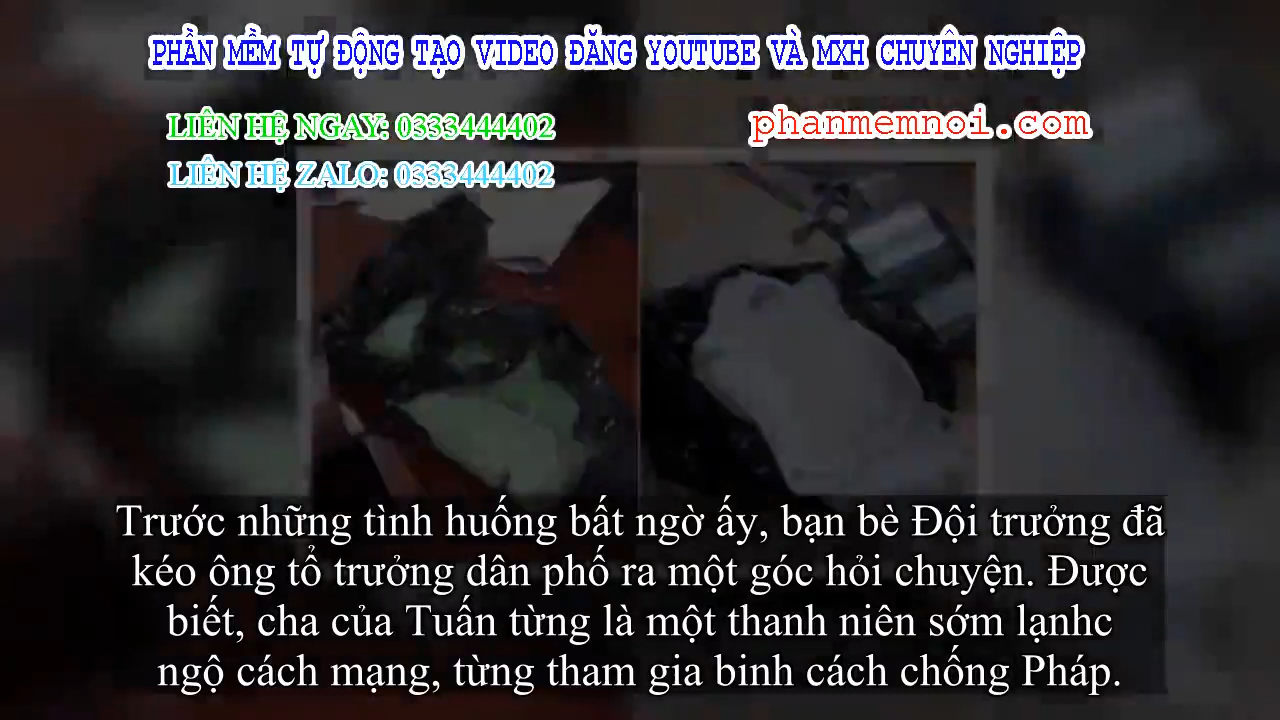 PHẦN MỀM TỰ ĐỘNG TẠO VIDEO ĐĂNG YOUTUBE VÀ MXH CHUYÊN NGHIỆP
LIÊN HỆ NGAY: 0333444402
phanmemnoi.com
LIÊN HỆ ZALO: 0333444402
Trước những tình huống bất ngờ ấy, bạn bè Đội trưởng đã
kéo ông tổ trưởng dân phố ra một góc hỏi chuyện. Được
biết, cha của Tuấn từng là một thanh niên sớm lạnhc
ngộ cách mạng, từng tham gia binh cách chống Pháp.